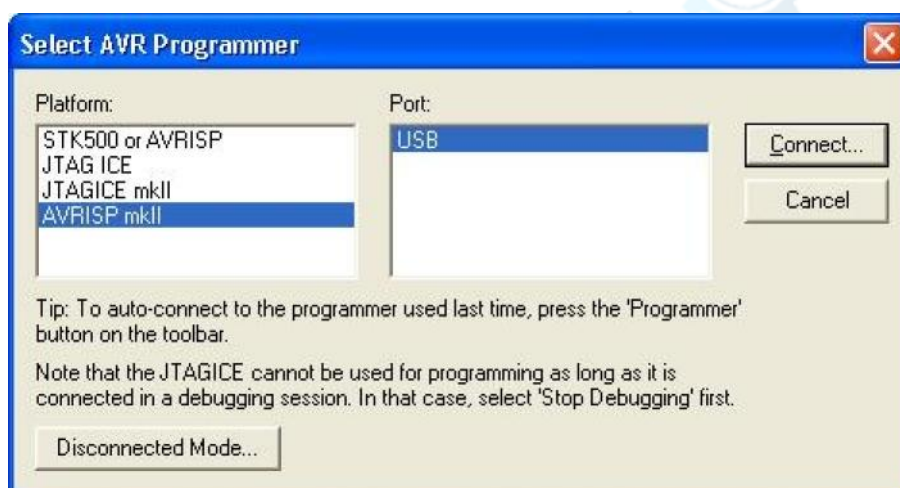 Select AVR Programmer
Platform:
Port:
STK500 or AVRISP
JTAG ICE
JTAGICE mkII
AVRISP mkII
USB
Connect...
Cancel
Tip: To auto-connect to the programmer used last time, press the 'Programmer'
button on the toolbar.
Note that the JTAGICE cannot be used for programming as long as it is
connected in a debugging session. In that case, select 'Stop Debugging' first.
Disconnected Mode...